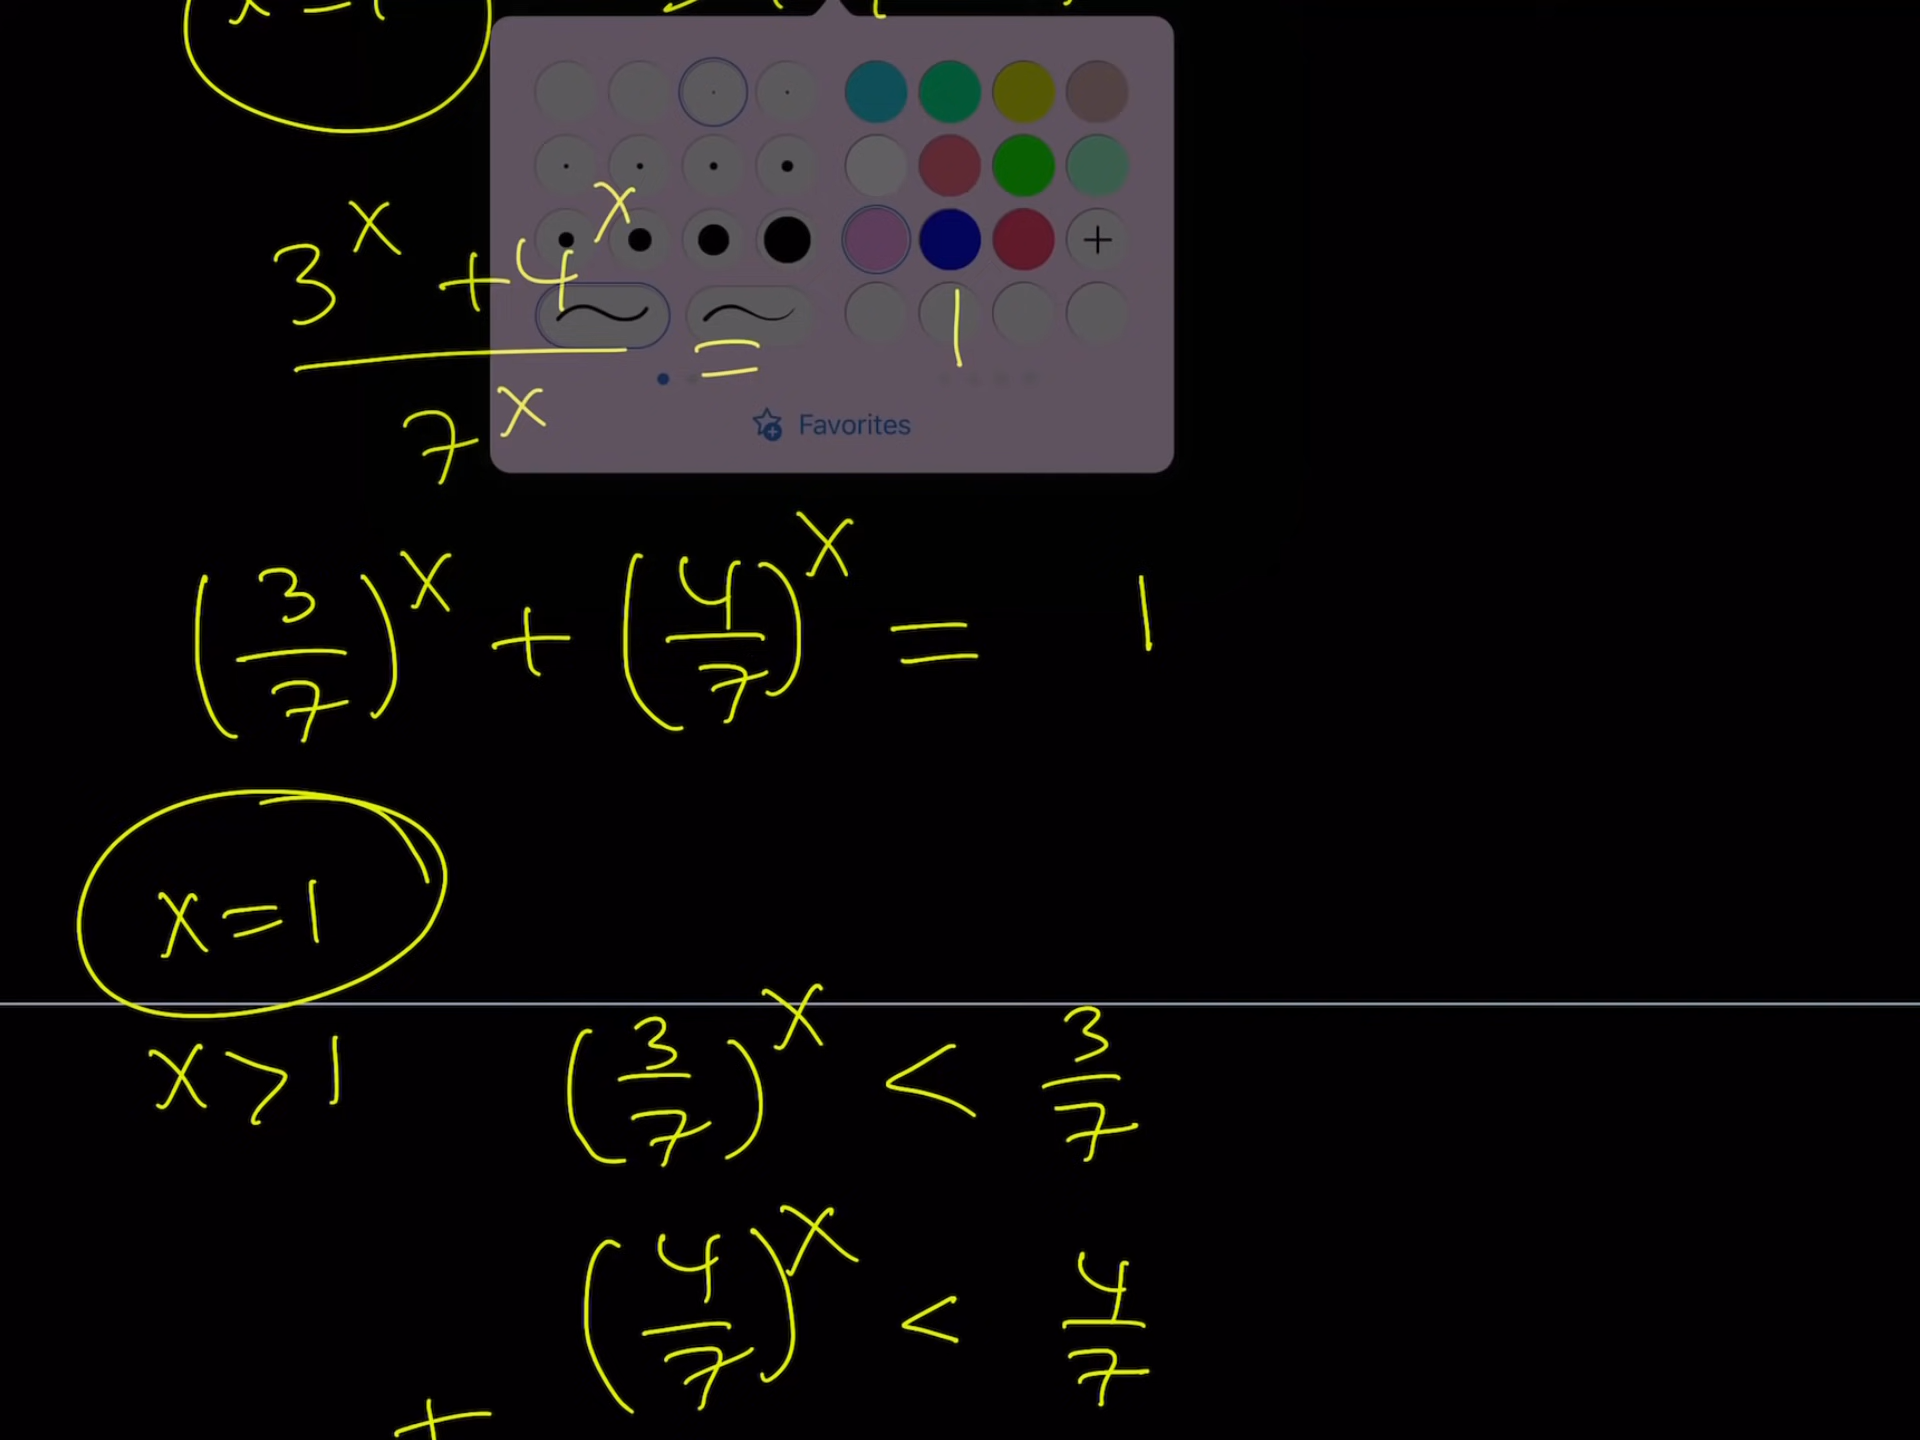 x = 1
3^x + 4^x / 7^x = 1
Favorites
(3/7)^x + (4/7)^x = 1
x = 1
x > 1 (3/7)^x < 3/7
(4/7)^x < 4/7
+